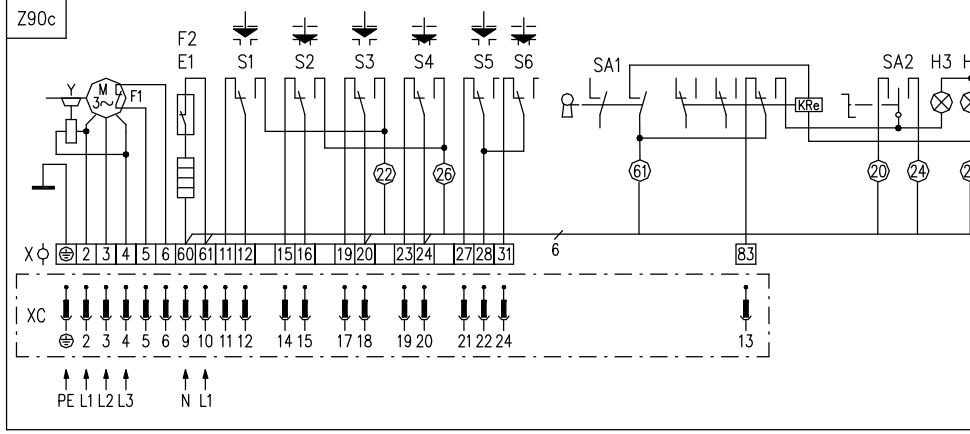 Z90c
F2
E1 S1 S2 S3 S4 S5 S6 SA1 SA2 H3 H
Y M 3~ F1 KRe
22 26 61 20 24 2
X 2 3 4 5 6 60 61 11 12 15 16 19 20 23 24 27 28 31 6 83
XC
2 3 4 5 6 9 10 11 12 14 15 17 18 19 20 21 22 24 13
PE L1 L2 L3 N L1